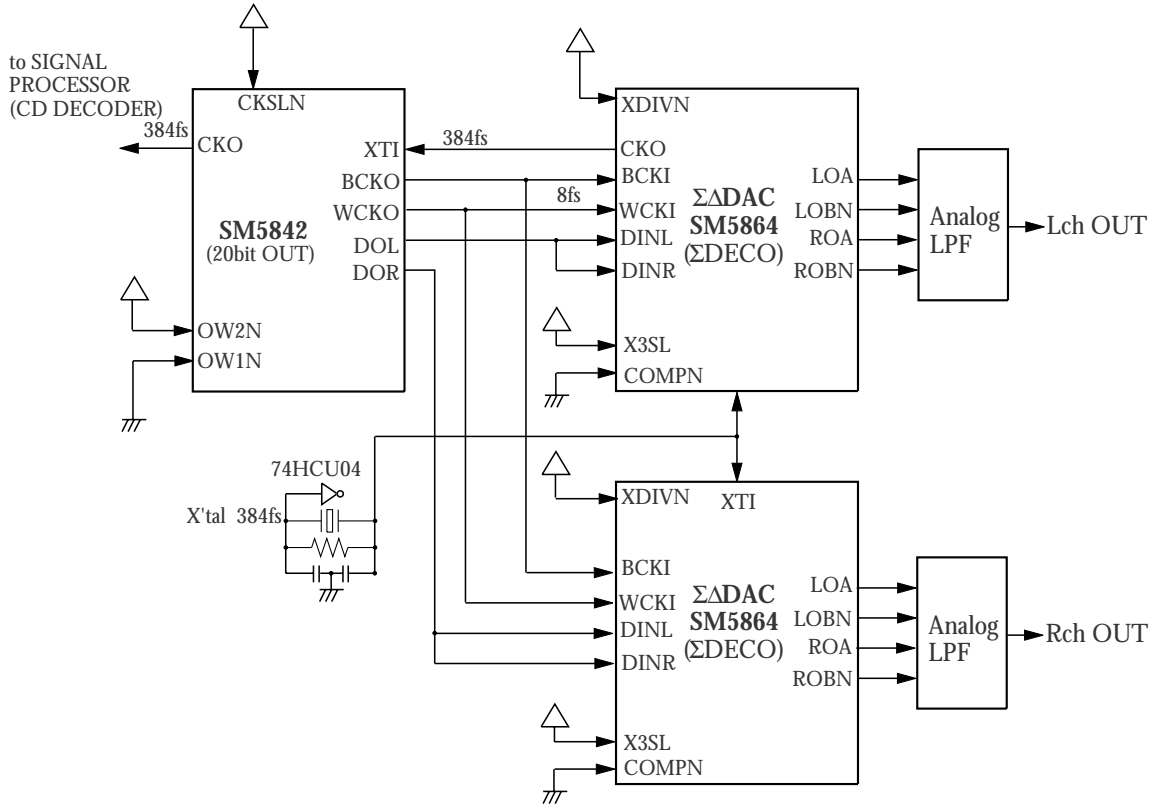 to SIGNAL
PROCESSOR
(CD DECODER)
384fs
CKSLN
CKO
XTI
BCKO
WCKO
DOL
DOR
SM5842
(20bit OUT)
OW2N
OW1N
384fs
8fs
XDIVN
CKO
BCKI
WCKI
DINL
DINR
X3SL
COMPN
ΣΔDAC
SM5864
(ΣDECO)
LOA
LOBN
ROA
ROBN
Analog
LPF
Lch OUT
74HCU04
X'tal 384fs
XDIVN
XTI
BCKI
WCKI
DINL
DINR
X3SL
COMPN
ΣΔDAC
SM5864
(ΣDECO)
LOA
LOBN
ROA
ROBN
Analog
LPF
Rch OUT